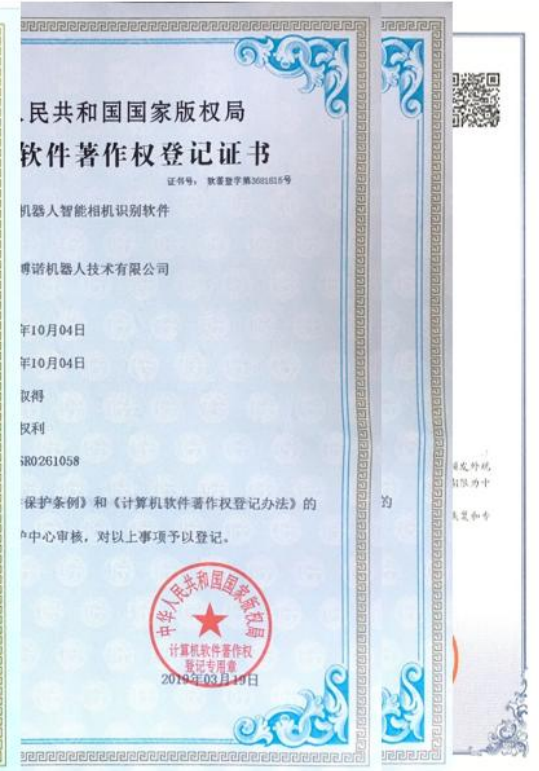 人民共和国国家版权局
软件著作权登记证书
证书号： 软著登字第3681815号
机器人智能相机识别软件
博诺机器人技术有限公司
年10月04日
年10月04日
取得
权利
SR0261058
保护条例》和《计算机软件著作权登记办法》的
中心审核，对以上事项予以登记。
的
中华人民共和国国家版权局
计算机软件著作权
登记专用章
2019年03月19日